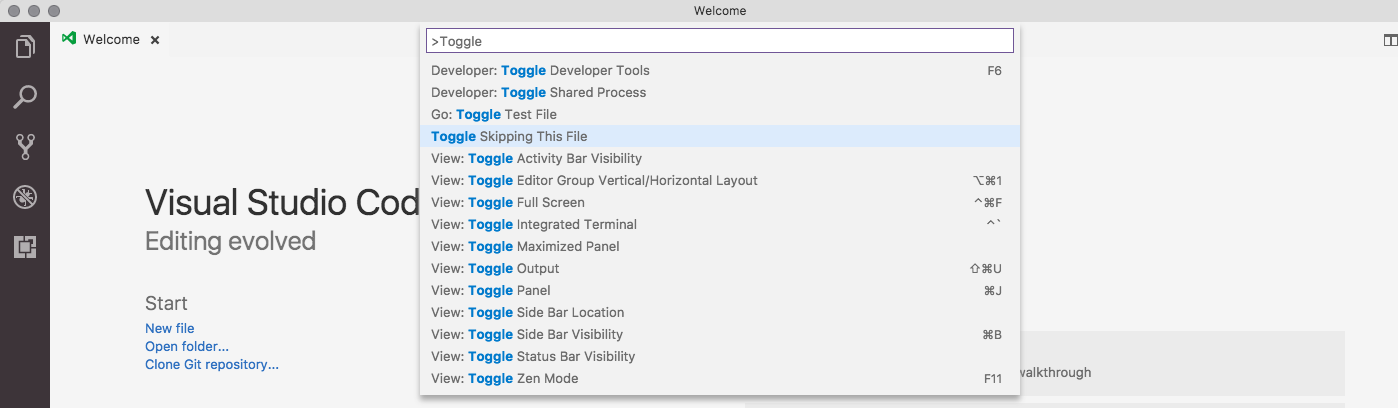 Welcome
Welcome
>Toggle
Developer: Toggle Developer Tools F6
Developer: Toggle Shared Process
Go: Toggle Test File
Toggle Skipping This File
View: Toggle Activity Bar Visibility
View: Toggle Editor Group Vertical/Horizontal Layout ⌥⌘1
View: Toggle Full Screen ^⌘F
View: Toggle Integrated Terminal ^`
View: Toggle Maximized Panel
View: Toggle Output ⇧⌘U
View: Toggle Panel ⌘J
View: Toggle Side Bar Location
View: Toggle Side Bar Visibility ⌘B
View: Toggle Status Bar Visibility
View: Toggle Zen Mode F11
Visual Studio Cod
Editing evolved
Start
New file
Open folder...
Clone Git repository...
walkthrough